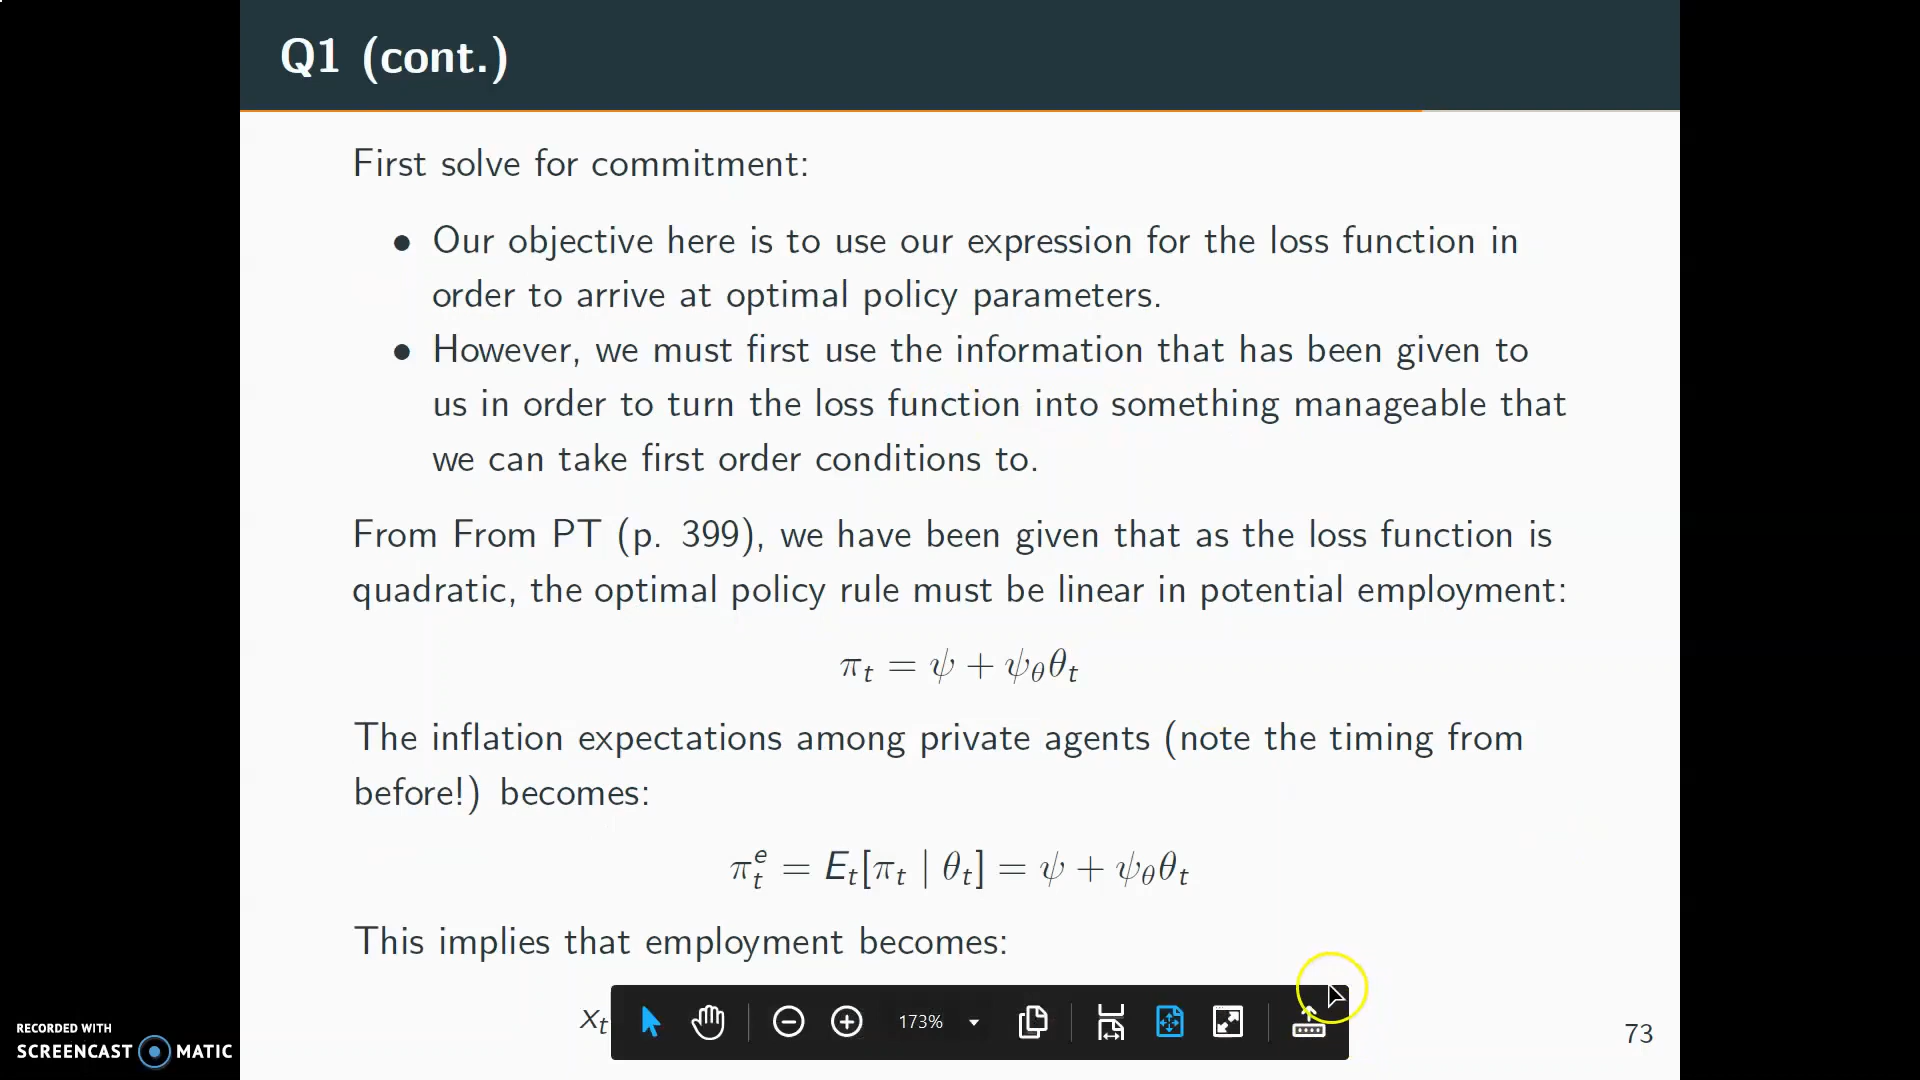 Q1 (cont.)
First solve for commitment:
• Our objective here is to use our expression for the loss function in
order to arrive at optimal policy parameters.
• However, we must first use the information that has been given to
us in order to turn the loss function into something manageable that
we can take first order conditions to.
From From PT (p. 399), we have been given that as the loss function is
quadratic, the optimal policy rule must be linear in potential employment:
π_t = ψ + ψ_θθ_t
The inflation expectations among private agents (note the timing from
before!) becomes:
π_t^e = E_t[π_t | θ_t] = ψ + ψ_θθ_t
This implies that employment becomes:
x_t
173%
73
RECORDED WITH
SCREENCAST MATIC